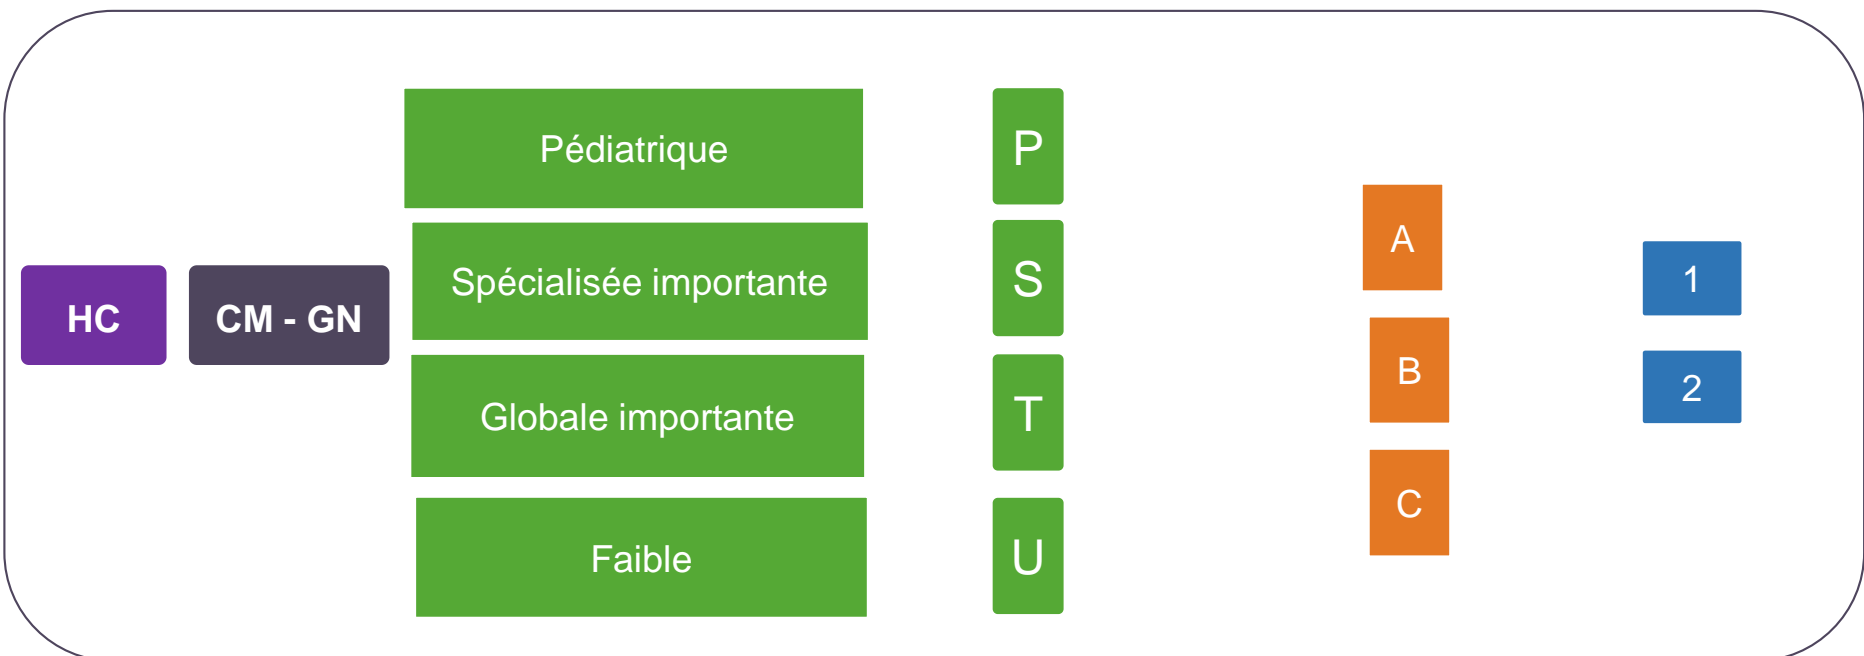 HC
CM - GN
Pédiatrique
P
Spécialisée importante
S
Globale importante
T
Faible
U
A
B
C
1
2